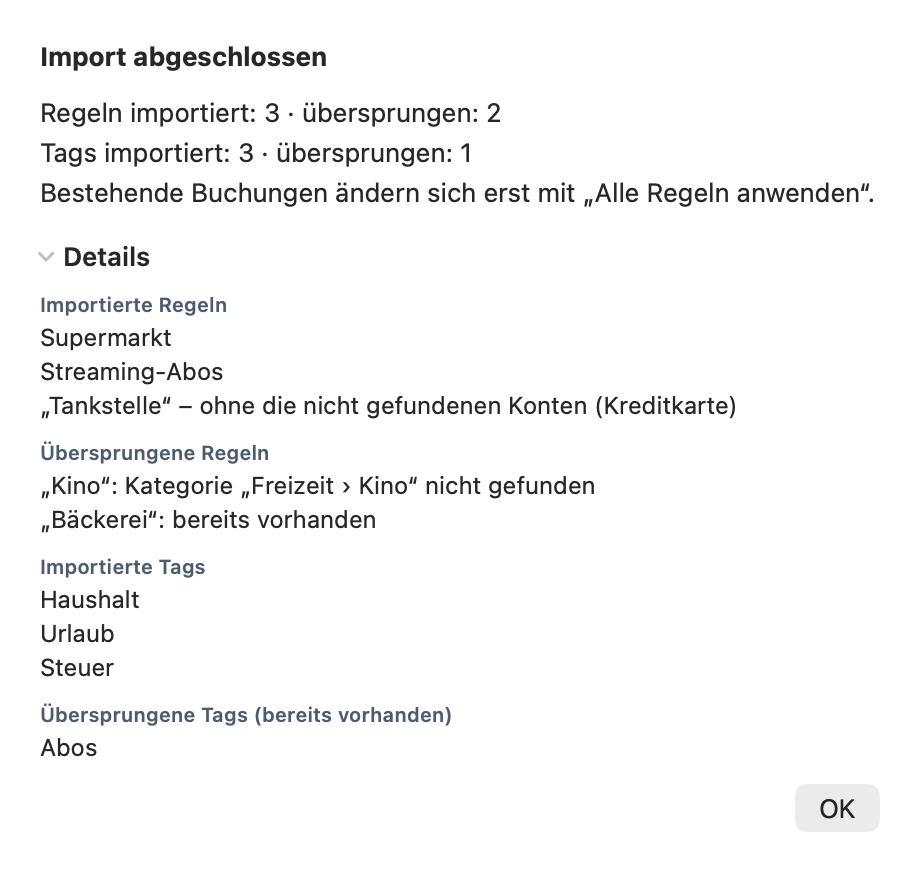 Import abgeschlossen
Regeln importiert: 3 · übersprungen: 2
Tags importiert: 3 · übersprungen: 1
Bestehende Buchungen ändern sich erst mit „Alle Regeln anwenden“.
Details
Importierte Regeln
Supermarkt
Streaming-Abos
„Tankstelle“ – ohne die nicht gefundenen Konten (Kreditkarte)
Übersprungene Regeln
„Kino“: Kategorie „Freizeit › Kino“ nicht gefunden
„Bäckerei“: bereits vorhanden
Importierte Tags
Haushalt
Urlaub
Steuer
Übersprungene Tags (bereits vorhanden)
Abos
OK